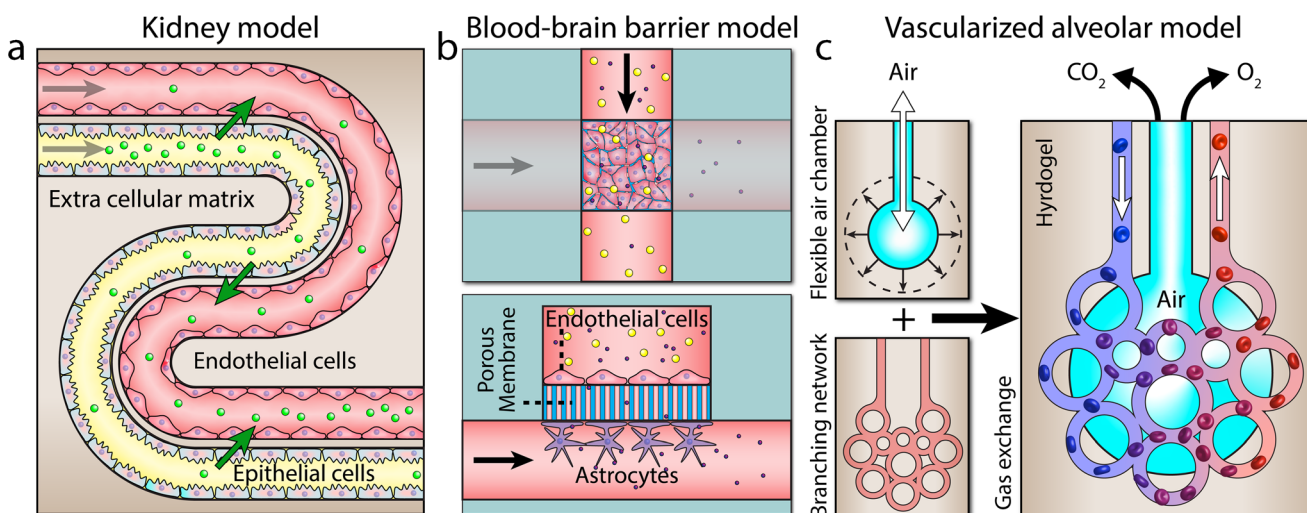 Kidney model
a
Extra cellular matrix
Endothelial cells
Epithelial cells
Blood-brain barrier model
b
Endothelial cells
Porous
Membrane
Astrocytes
Vascularized alveolar model
c
Air
Flexible air chamber
+
Branching network
CO2
O2
Hyrdogel
Air
Gas exchange